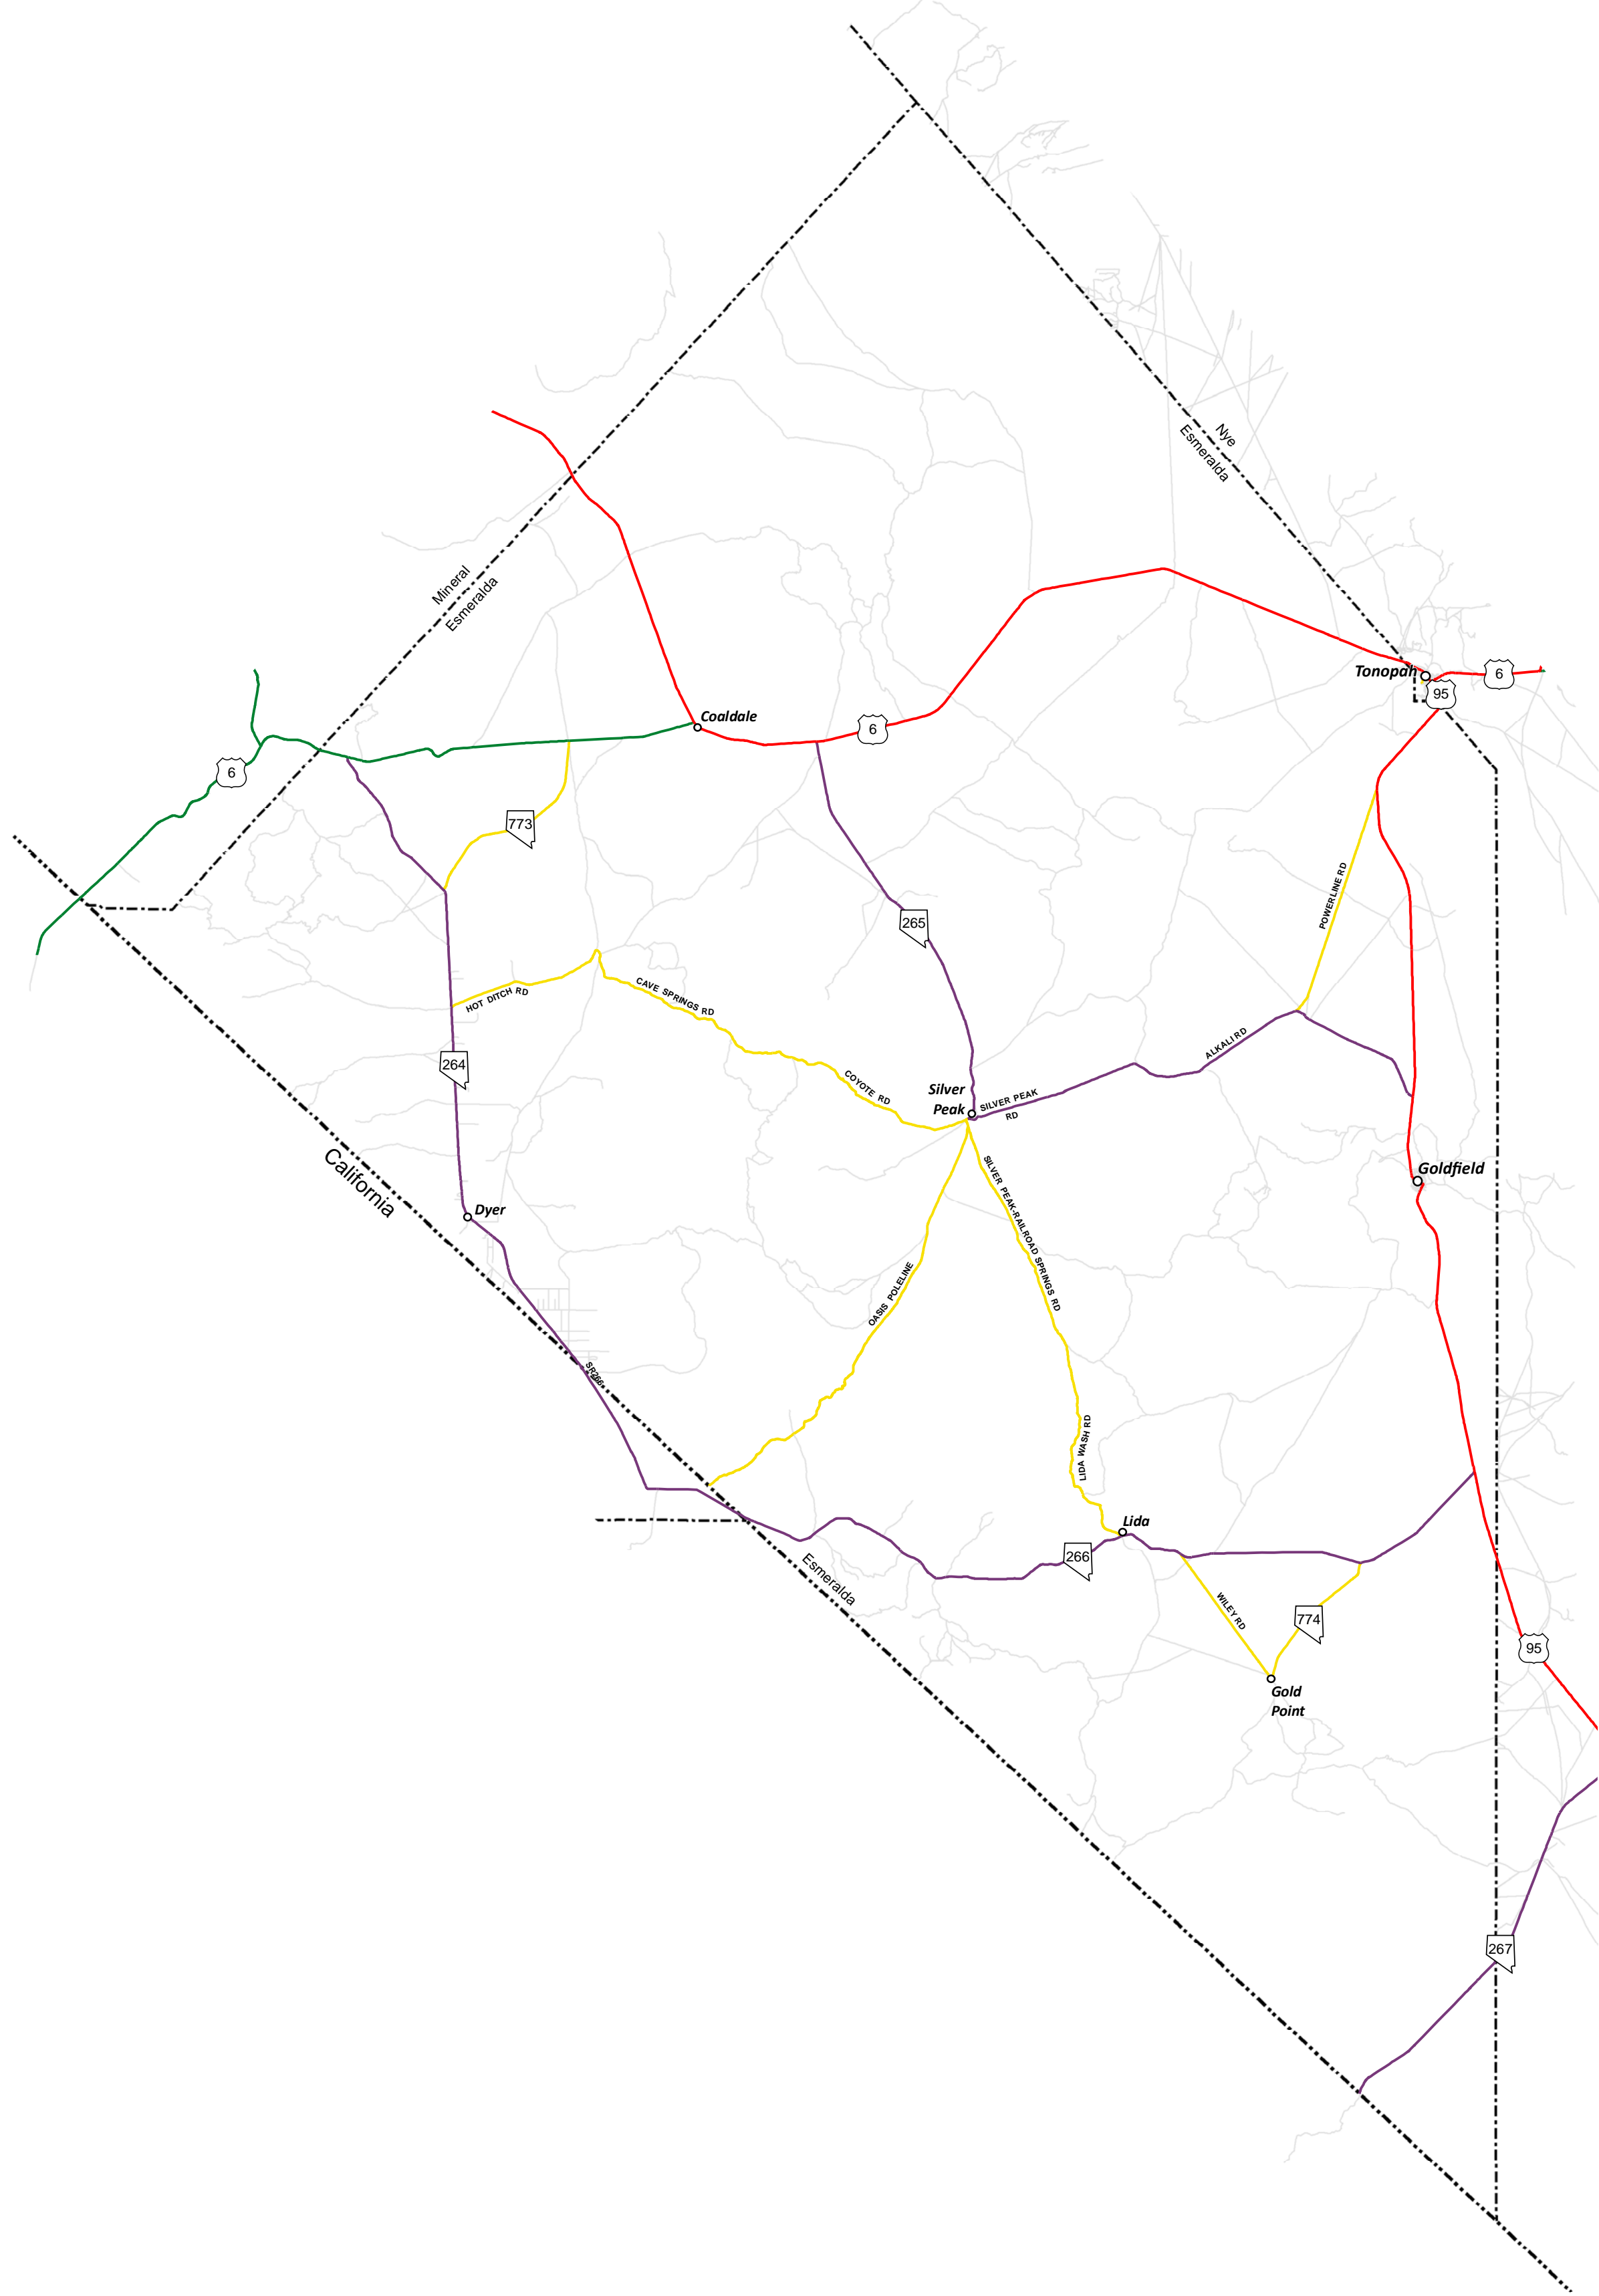 Nye
Esmeralda
Mineral
Esmeralda
Tonopah
6
95
Coaldale
6
6
773
POWERLINE RD
265
HOT DITCH RD
CAVE SPRINGS RD
264
ALKALI RD
COYOTE RD
Silver
Peak
SILVER PEAK
RD
California
Goldfield
SILVER PEAK-RAILROAD SPRINGS RD
Dyer
OASIS POLELINE
SR266
LIDA WASH RD
Lida
266
Esmeralda
WILEY RD
774
95
Gold
Point
267